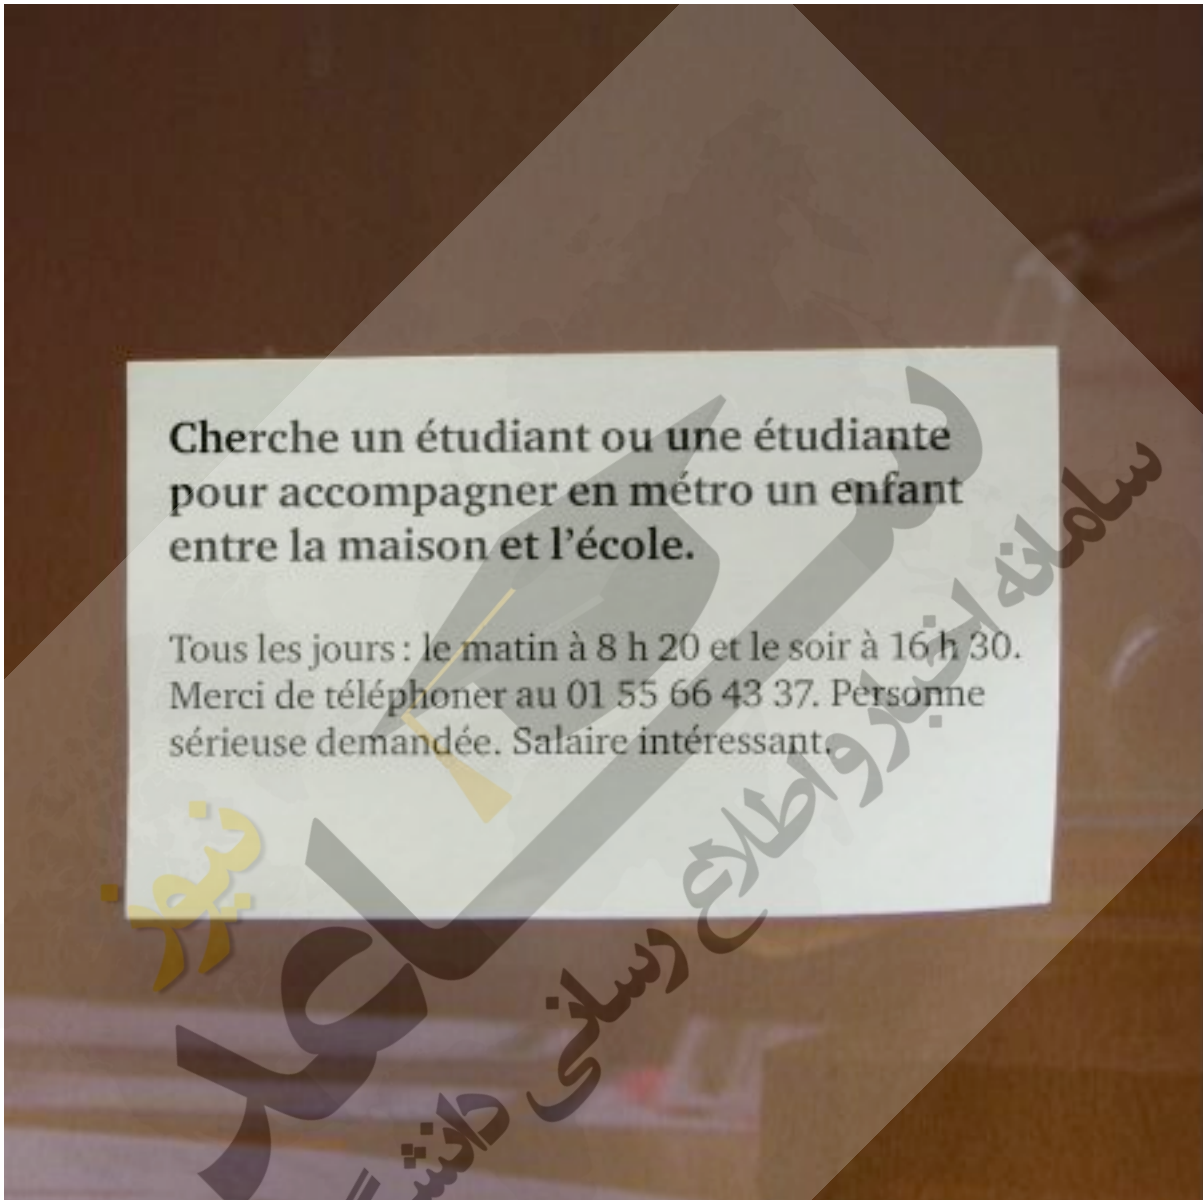 Cherche un étudiant ou une étudiante
pour accompagner en métro un enfant
entre la maison et l'école.
Tous les jours : le matin à 8 h 20 et le soir à 16 h 30.
Merci de téléphoner au 01 55 66 43 37. Personne
sérieuse demandée. Salaire intéressant.
ساعد
نیوز
سامانه اخبار و اطلاع رسانی